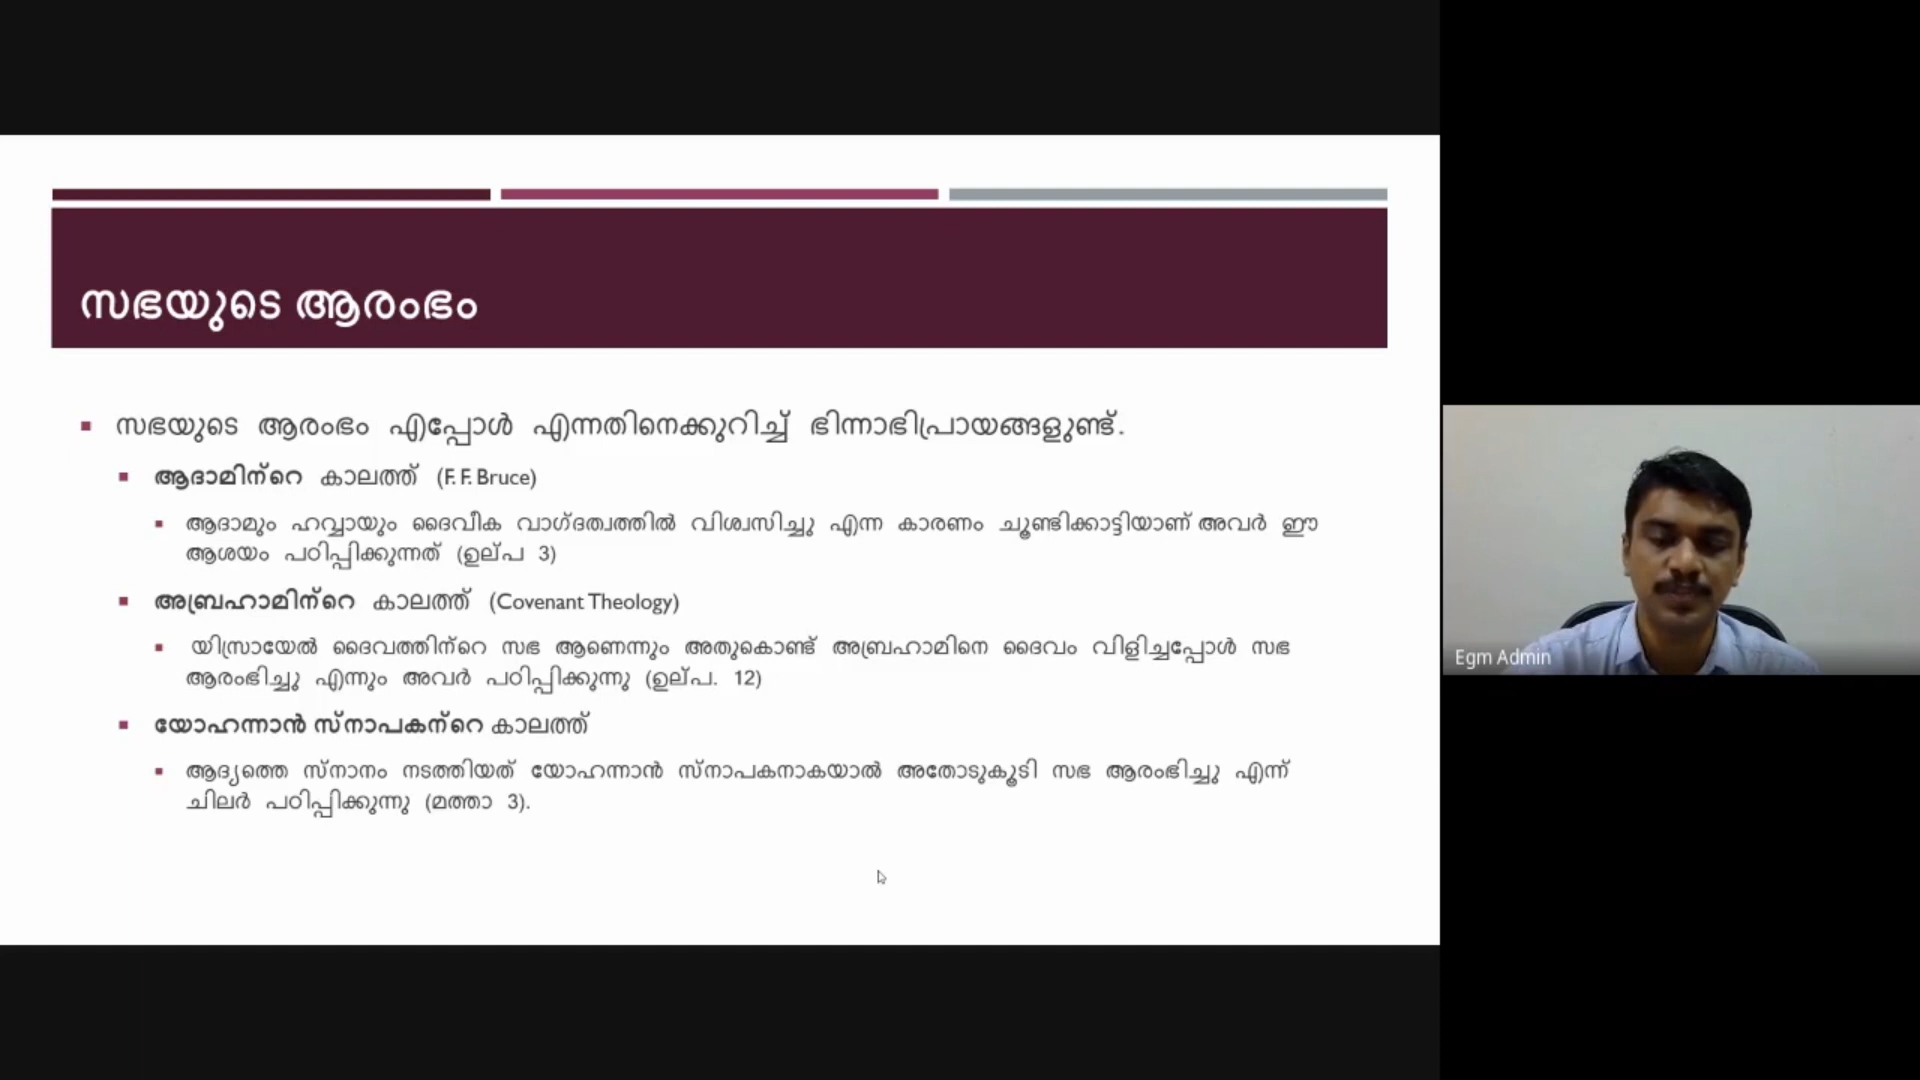 സഭയുടെ ആരംഭം
സഭയുടെ ആരംഭം എപ്പോൾ എന്നതിനെക്കുറിച്ച് ഭിന്നാഭിപ്രായങ്ങളുണ്ട്.
ആദാമിന്റെ കാലത്ത് (F. F. Bruce)
ആദാമും ഹവ്വായും ദൈവീക വാഗ്ദത്വത്തിൽ വിശ്വസിച്ചു എന്ന കാരണം ചൂണ്ടിക്കാട്ടിയാണ് അവർ ഈ
ആശയം പഠിപ്പിക്കുന്നത് (ഉല്പ 3)
അബ്രഹാമിന്റെ കാലത്ത് (Covenant Theology)
യിസ്രായേൽ ദൈവത്തിന്റെ സഭ ആണെന്നും അതുകൊണ്ട് അബ്രഹാമിനെ ദൈവം വിളിച്ചപ്പോൾ സഭ
ആരംഭിച്ചു എന്നും അവർ പഠിപ്പിക്കുന്നു (ഉല്പ. 12)
യോഹന്നാൻ സ്നാപകന്റെ കാലത്ത്
ആദ്യത്തെ സ്നാനം നടത്തിയത് യോഹന്നാൻ സ്നാപകനാകയാൽ അതോടുകൂടി സഭ ആരംഭിച്ചു എന്ന്
ചിലർ പഠിപ്പിക്കുന്നു (മത്താ 3).
Egm Admin